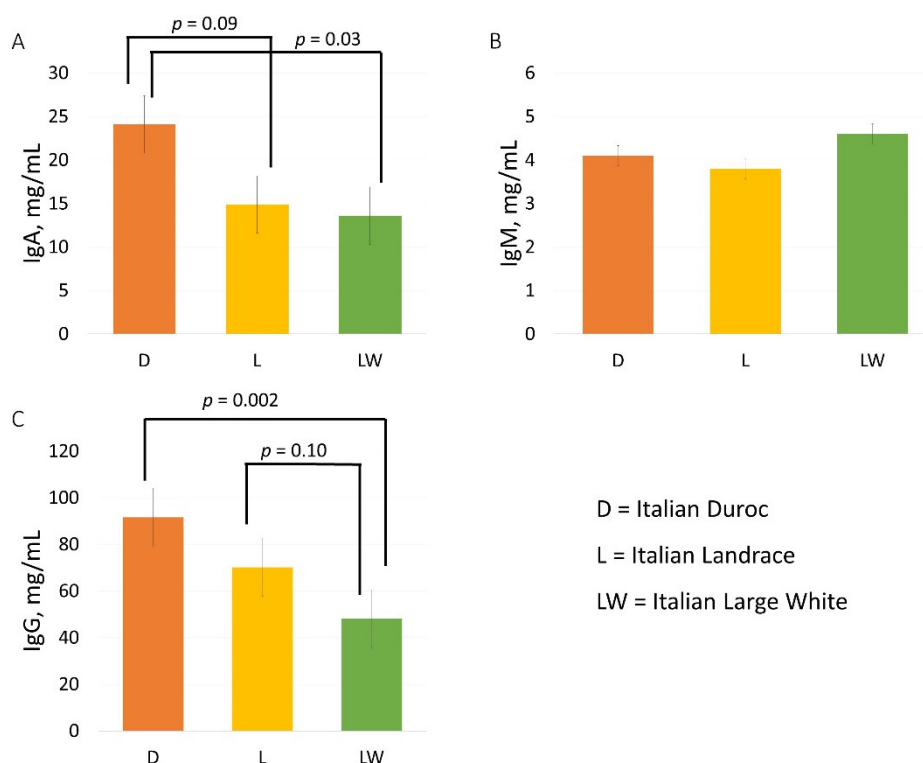 A
p = 0.09
p = 0.03
30
25
20
15
10
5
0
IgA, mg/mL
D L LW
B
6
5
4
3
2
1
0
IgM, mg/mL
D L LW
C
p = 0.002
p = 0.10
120
100
80
60
40
20
0
IgG, mg/mL
D L LW
D = Italian Duroc
L = Italian Landrace
LW = Italian Large White